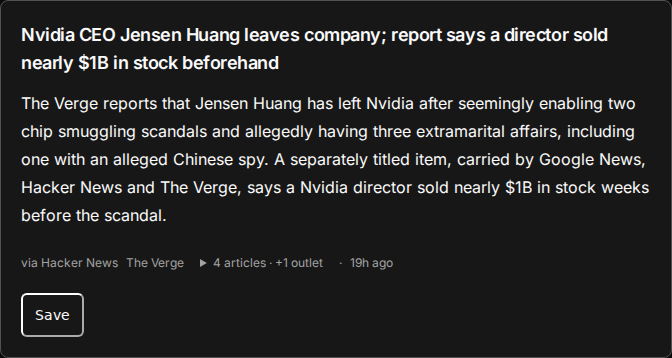 Nvidia CEO Jensen Huang leaves company; report says a director sold
nearly $1B in stock beforehand
The Verge reports that Jensen Huang has left Nvidia after seemingly enabling two
chip smuggling scandals and allegedly having three extramarital affairs, including
one with an alleged Chinese spy. A separately titled item, carried by Google News,
Hacker News and The Verge, says a Nvidia director sold nearly $1B in stock weeks
before the scandal.
via Hacker News The Verge ▶ 4 articles · +1 outlet · 19h ago
Save